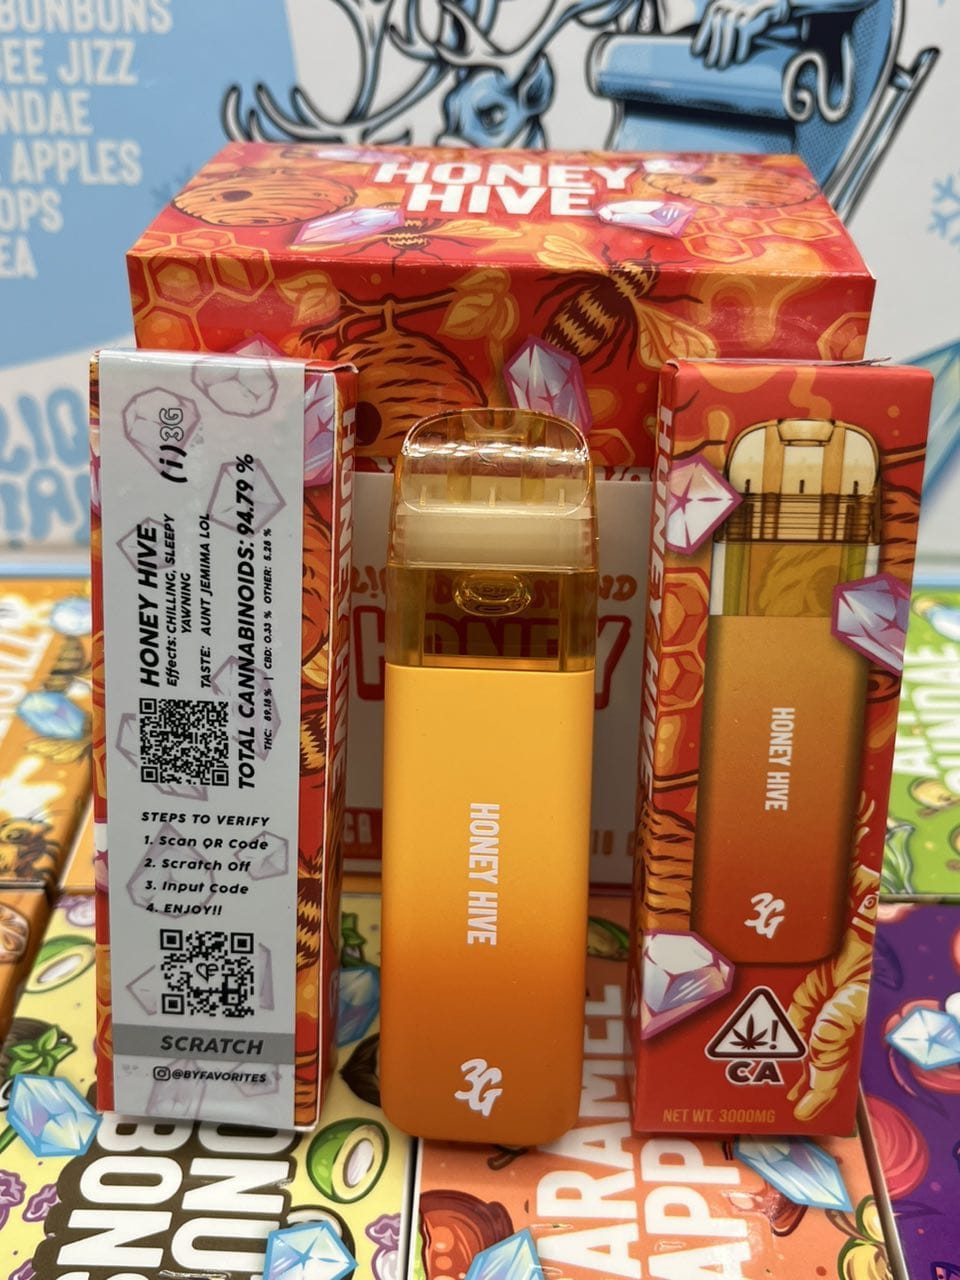 BONBONS
EE JIZZ
NDAE
APPLES
OPS
EA
HONEY
HIVE
(i)3G
HONEY HIVE
Effects: CHILLING, SLEEPY
YAWNING
TASTE: AUNT JEMIMA LOL
TOTAL CANNABINOIDS: 94.79 %
THC: 89.18 % | CBD: 0.33 % OTHER: 5.28 %
STEPS TO VERIFY
1. Scan QR Code
2. Scratch Off
3. Input Code
4. ENJOY!!
SCRATCH
@BYFAVORITES
HONEY
HONEY HIVE
3G
HONEY HIVE
HONEY HIVE
3G
CA
NET WT. 3000MG